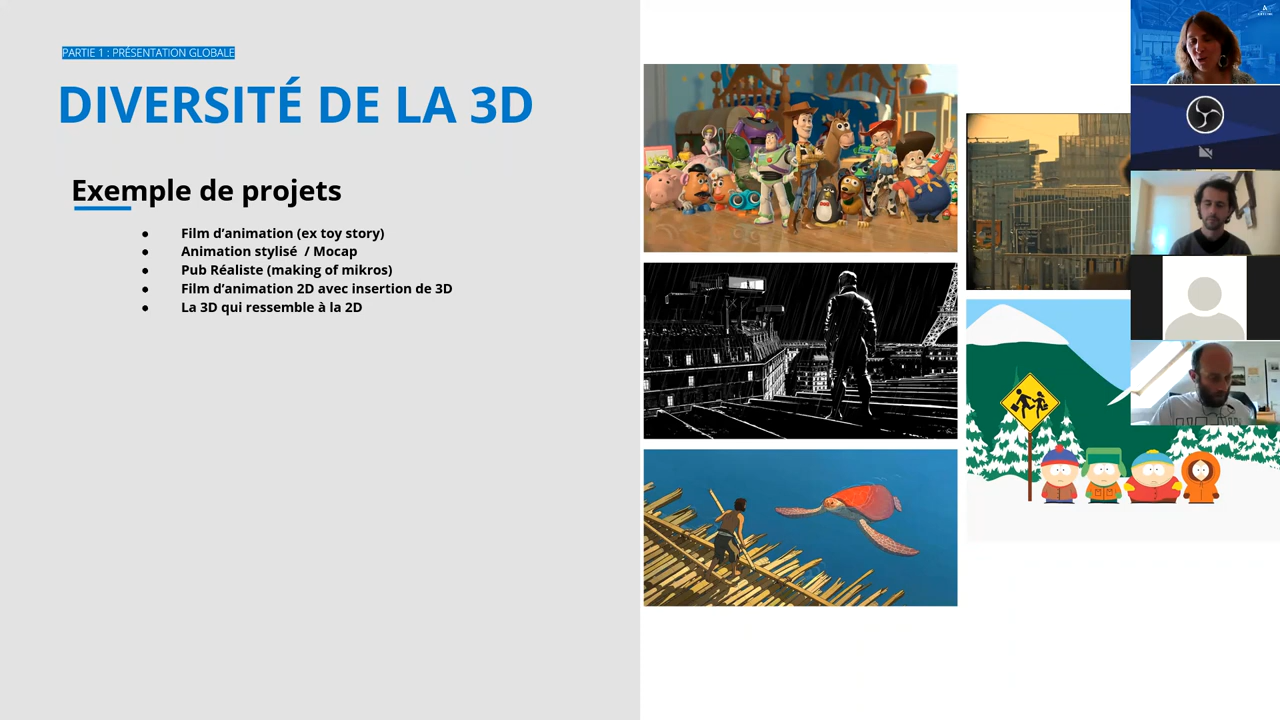 PARTIE 1 : PRÉSENTATION GLOBALE
DIVERSITÉ DE LA 3D
Exemple de projets
● Film d’animation (ex toy story)
● Animation stylisé / Mocap
● Pub Réaliste (making of mikros)
● Film d’animation 2D avec insertion de 3D
● La 3D qui ressemble à la 2D